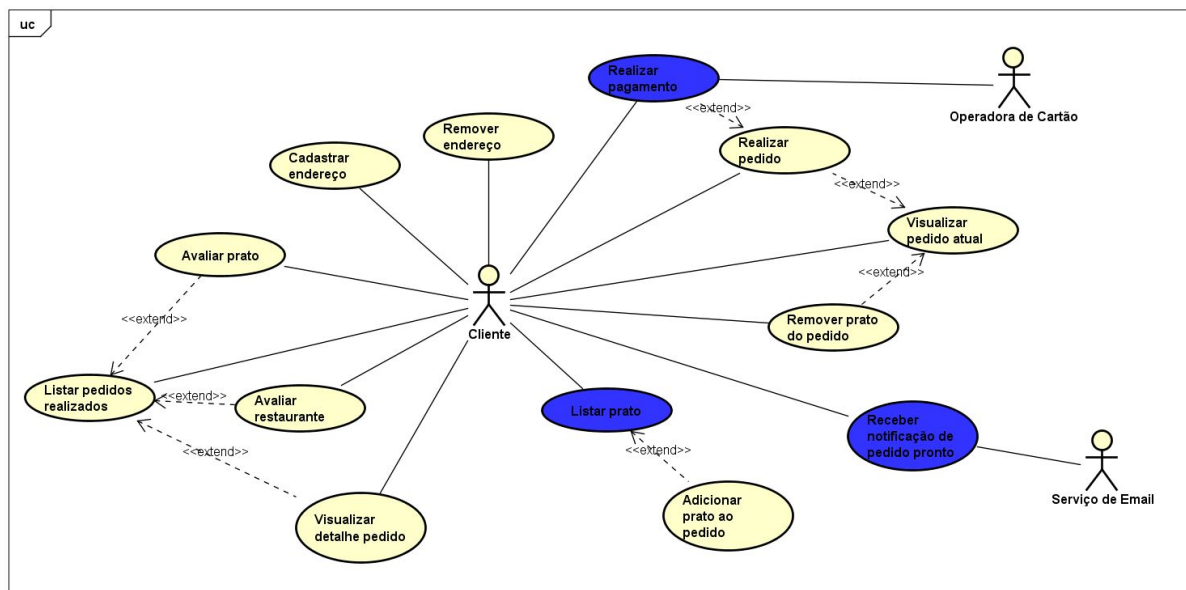 uc
Realizar
pagamento
Operadora de Cartão
<<extend>>
Remover
endereço
Realizar
pedido
Cadastrar
endereço
<<extend>>
Visualizar
pedido atual
Avaliar prato
<<extend>>
Cliente
<<extend>>
Remover prato
do pedido
Listar pedidos
realizados
<<extend>>
Avaliar
restaurante
Listar prato
Receber
notificação de
pedido pronto
<<extend>>
<<extend>>
Serviço de Email
Visualizar
detalhe pedido
Adicionar
prato ao
pedido